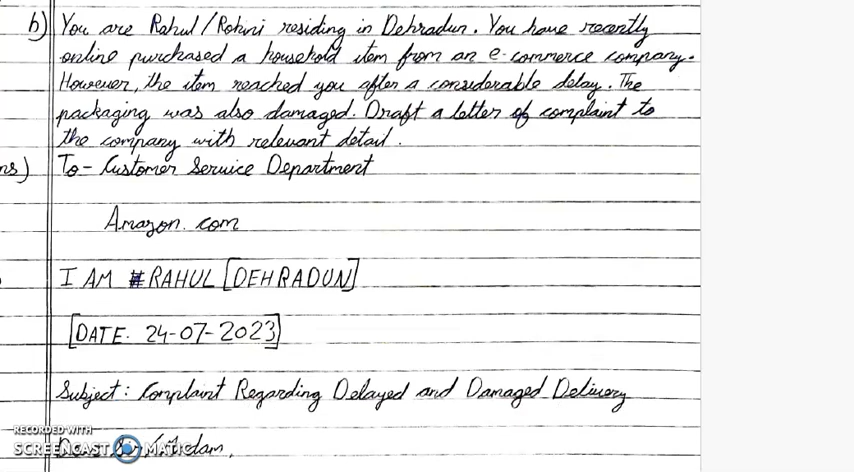 b) You are Rahul / Rohini residing in Dehradun. You have recently
online purchased a household item from an e-commerce company.
However, the item reached you after a considerable delay. The
packaging was also damaged. Draft a letter of complaint to
the company with relevant detail.
ns) To- Customer Service Department
Amazon.com
I AM RAHUL [DEHRADUN]
[DATE. 24-07-2023]
Subject: Complaint Regarding Delayed and Damaged Delivery
RECORDED WITH
SCREENCAST MATIC